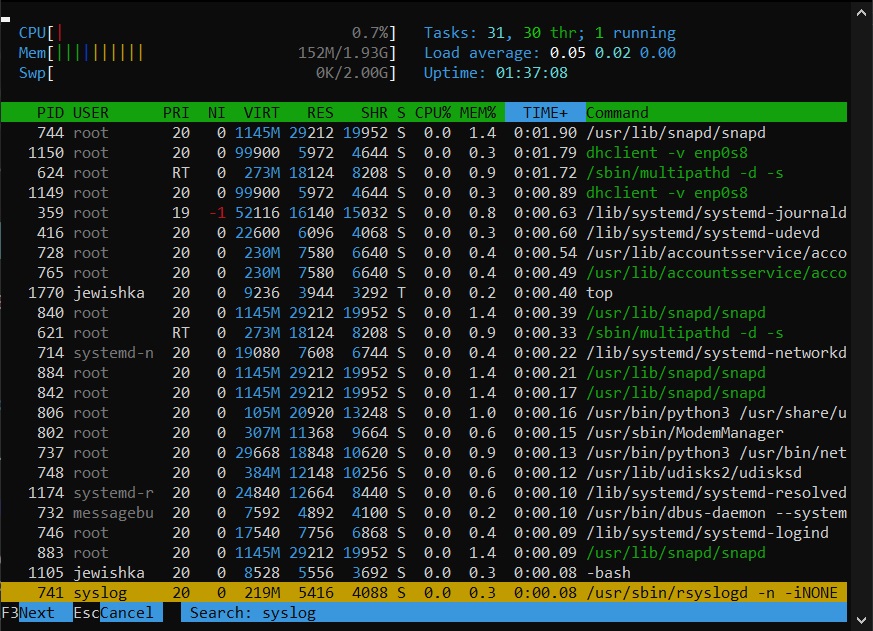 CPU[| 0.7%] Tasks: 31, 30 thr; 1 running
Mem[|||||||||| 152M/1.93G] Load average: 0.05 0.02 0.00
Swp[ 0K/2.00G] Uptime: 01:37:08
PID USER PRI NI VIRT RES SHR S CPU% MEM% TIME+ Command
744 root 20 0 1145M 29212 19952 S 0.0 1.4 0:01.90 /usr/lib/snapd/snapd
1150 root 20 0 99900 5972 4644 S 0.0 0.3 0:01.79 dhclient -v enp0s8
624 root RT 0 273M 18124 8208 S 0.0 0.9 0:01.72 /sbin/multipathd -d -s
1149 root 20 0 99900 5972 4644 S 0.0 0.3 0:00.89 dhclient -v enp0s8
359 root 19 -1 52116 16140 15032 S 0.0 0.8 0:00.63 /lib/systemd/systemd-journald
416 root 20 0 22600 6096 4068 S 0.0 0.3 0:00.60 /lib/systemd/systemd-udevd
728 root 20 0 230M 7580 6640 S 0.0 0.4 0:00.54 /usr/lib/accountsservice/acco
765 root 20 0 230M 7580 6640 S 0.0 0.4 0:00.49 /usr/lib/accountsservice/acco
1770 jewishka 20 0 9236 3944 3292 T 0.0 0.2 0:00.40 top
840 root 20 0 1145M 29212 19952 S 0.0 1.4 0:00.39 /usr/lib/snapd/snapd
621 root RT 0 273M 18124 8208 S 0.0 0.9 0:00.33 /sbin/multipathd -d -s
714 systemd-n 20 0 19080 7608 6744 S 0.0 0.4 0:00.22 /lib/systemd/systemd-networkd
884 root 20 0 1145M 29212 19952 S 0.0 1.4 0:00.21 /usr/lib/snapd/snapd
842 root 20 0 1145M 29212 19952 S 0.0 1.4 0:00.17 /usr/lib/snapd/snapd
806 root 20 0 105M 20920 13248 S 0.0 1.0 0:00.16 /usr/bin/python3 /usr/share/u
802 root 20 0 307M 11368 9664 S 0.0 0.6 0:00.15 /usr/sbin/ModemManager
737 root 20 0 29668 18848 10620 S 0.0 0.9 0:00.13 /usr/bin/python3 /usr/bin/net
748 root 20 0 384M 12148 10256 S 0.0 0.6 0:00.12 /usr/lib/udisks2/udisksd
1174 systemd-r 20 0 24840 12664 8440 S 0.0 0.6 0:00.10 /lib/systemd/systemd-resolved
732 messagebu 20 0 7592 4892 4100 S 0.0 0.2 0:00.10 /usr/bin/dbus-daemon --system
746 root 20 0 17540 7756 6868 S 0.0 0.4 0:00.09 /lib/systemd/systemd-logind
883 root 20 0 1145M 29212 19952 S 0.0 1.4 0:00.09 /usr/lib/snapd/snapd
1105 jewishka 20 0 8528 5556 3692 S 0.0 0.3 0:00.08 -bash
741 syslog 20 0 219M 5416 4088 S 0.0 0.3 0:00.08 /usr/sbin/rsyslogd -n -iNONE
F3Next EscCancel Search: syslog